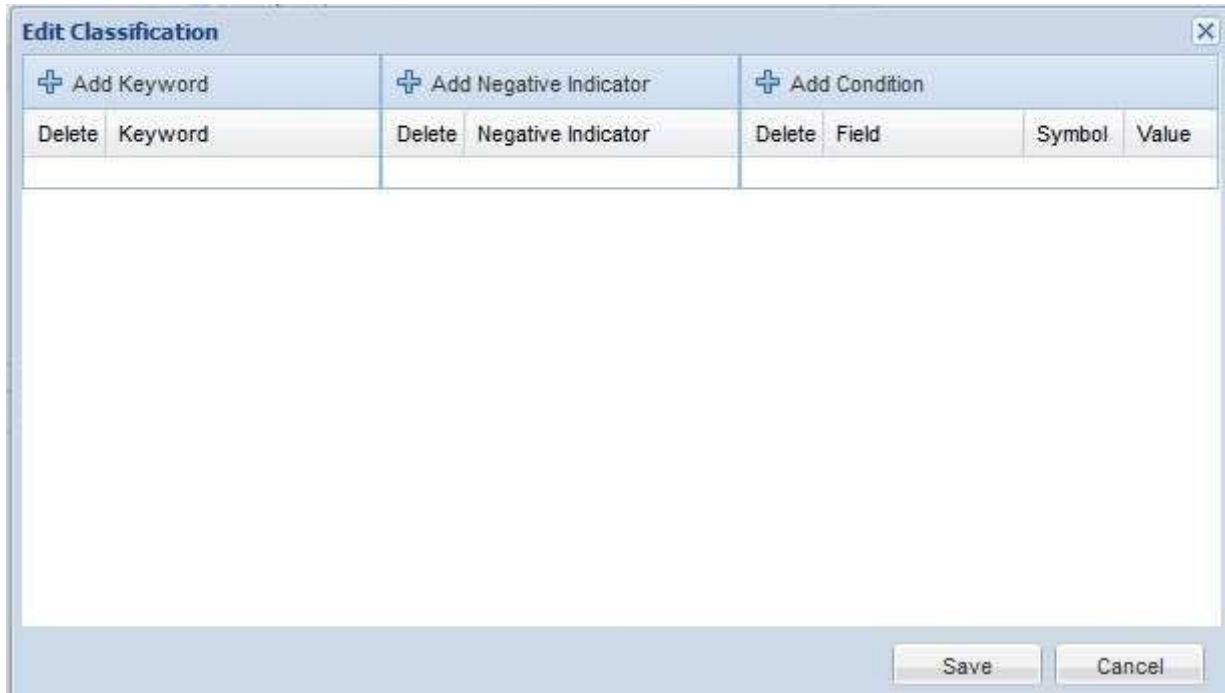 Edit Classification
Add Keyword Add Negative Indicator Add Condition
Delete Keyword Delete Negative Indicator Delete Field Symbol Value
Save Cancel